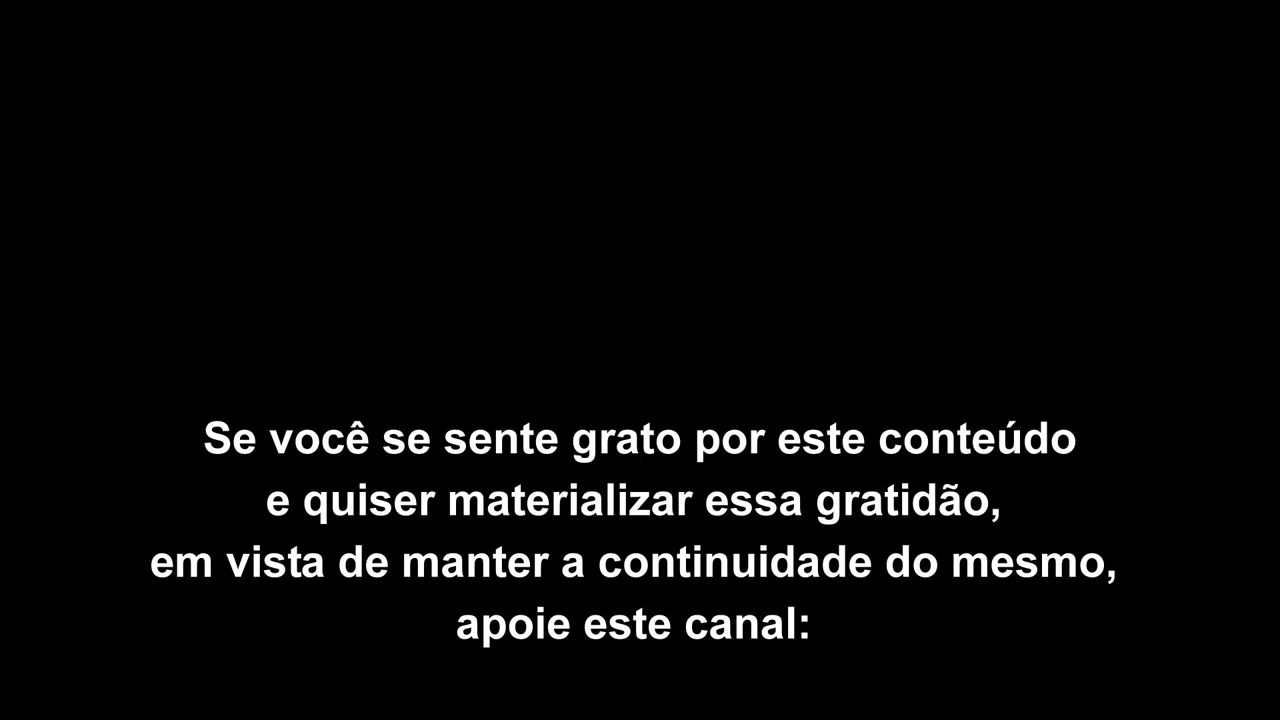 Se você se sente grato por este conteúdo
e quiser materializar essa gratidão,
em vista de manter a continuidade do mesmo,
apoie este canal: